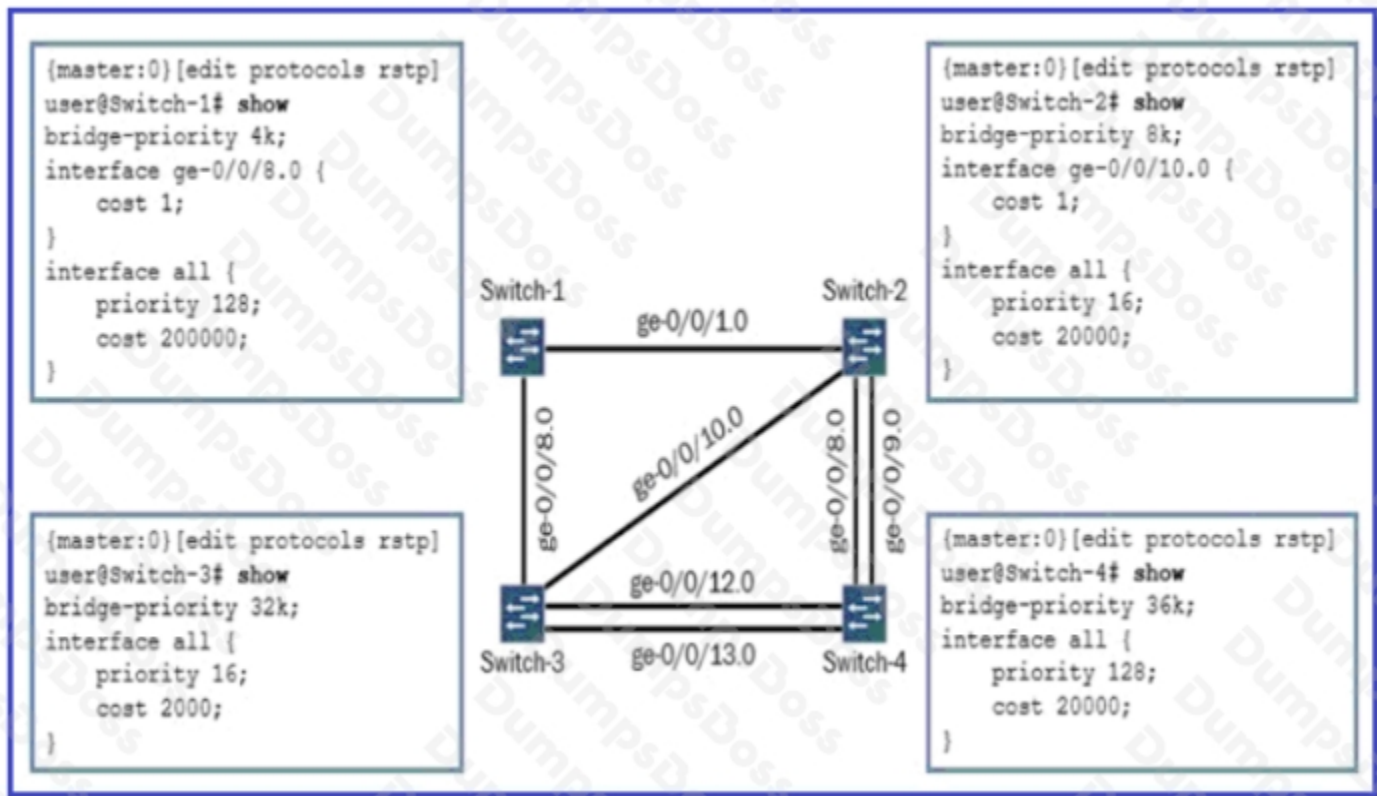 {master:0}[edit protocols rstp]
user@Switch-1# show
bridge-priority 4k;
interface ge-0/0/8.0 {
    cost 1;
}
interface all {
    priority 128;
    cost 200000;
}
{master:0}[edit protocols rstp]
user@Switch-2# show
bridge-priority 8k;
interface ge-0/0/10.0 {
    cost 1;
}
interface all {
    priority 16;
    cost 20000;
}
Switch-1
Switch-2
ge-0/0/1.0
ge-0/0/8.0
ge-0/0/10.0
ge-0/0/8.0
ge-0/0/9.0
ge-0/0/12.0
ge-0/0/13.0
Switch-3
Switch-4
{master:0}[edit protocols rstp]
user@Switch-3# show
bridge-priority 32k;
interface all {
    priority 16;
    cost 2000;
}
{master:0}[edit protocols rstp]
user@Switch-4# show
bridge-priority 36k;
interface all {
    priority 128;
    cost 20000;
}
DumpsDoss